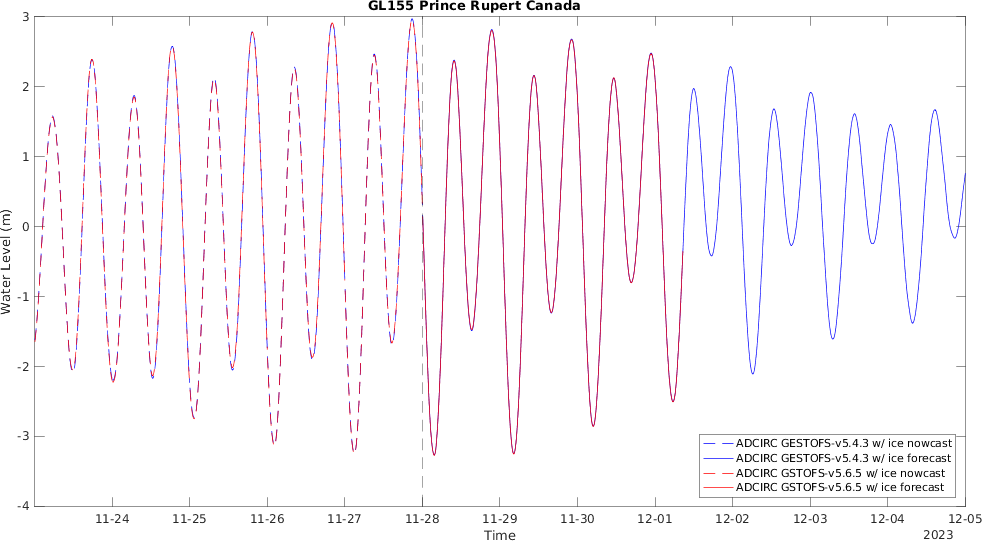 GL155 Prince Rupert Canada
3
2
1
0
-1
-2
-3
-4
Water Level (m)
ADCIRC GESTOFS-v5.4.3 w/ ice nowcast
ADCIRC GESTOFS-v5.4.3 w/ ice forecast
ADCIRC GSTOFS-v5.6.5 w/ ice nowcast
ADCIRC GSTOFS-v5.6.5 w/ ice forecast
11-24 11-25 11-26 11-27 11-28 11-29 11-30 12-01 12-02 12-03 12-04 12-05
Time 2023